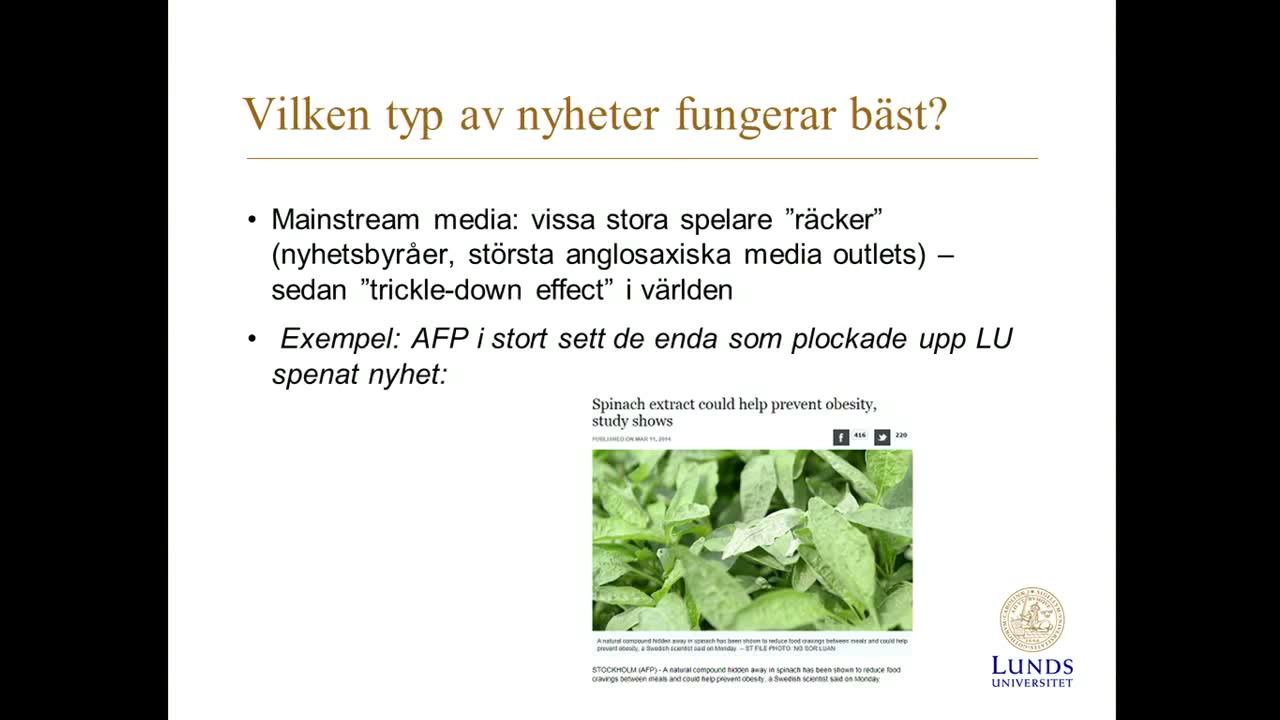 Vilken typ av nyheter fungerar bäst?
• Mainstream media: vissa stora spelare ”räcker”
(nyhetsbyråer, största anglosaxiska media outlets) –
sedan ”trickle-down effect” i världen
• Exempel: AFP i stort sett de enda som plockade upp LU
spenat nyhet:
Spinach extract could help prevent obesity,
study shows
PUBLISHED ON MAR 11, 2014
416 220
A natural compound hidden away in spinach has been shown to reduce food cravings between meals and could help
prevent obesity, a Swedish scientist said on Monday. -- ST FILE PHOTO: NG SOR LUAN
STOCKHOLM (AFP) - A natural compound hidden away in spinach has been shown to reduce food
cravings between meals and could help prevent obesity, a Swedish scientist said on Monday.
LUNDS
UNIVERSITET